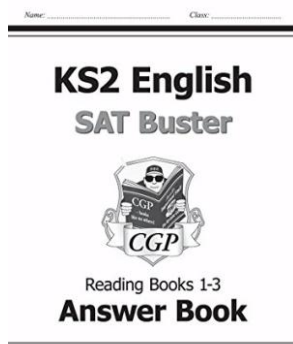 Name: ........................ Class: ........................
KS2 English
SAT Buster
CGP
CGP
Reading Books 1-3
Answer Book